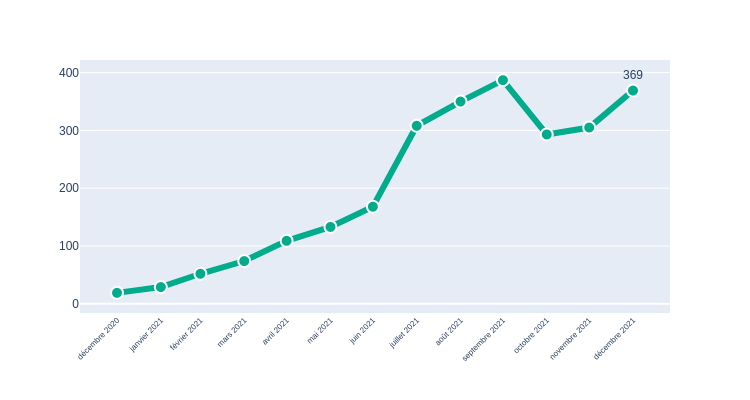 400
300
200
100
0
369
décembre 2020
janvier 2021
février 2021
mars 2021
avril 2021
mai 2021
juin 2021
juillet 2021
août 2021
septembre 2021
octobre 2021
novembre 2021
décembre 2021